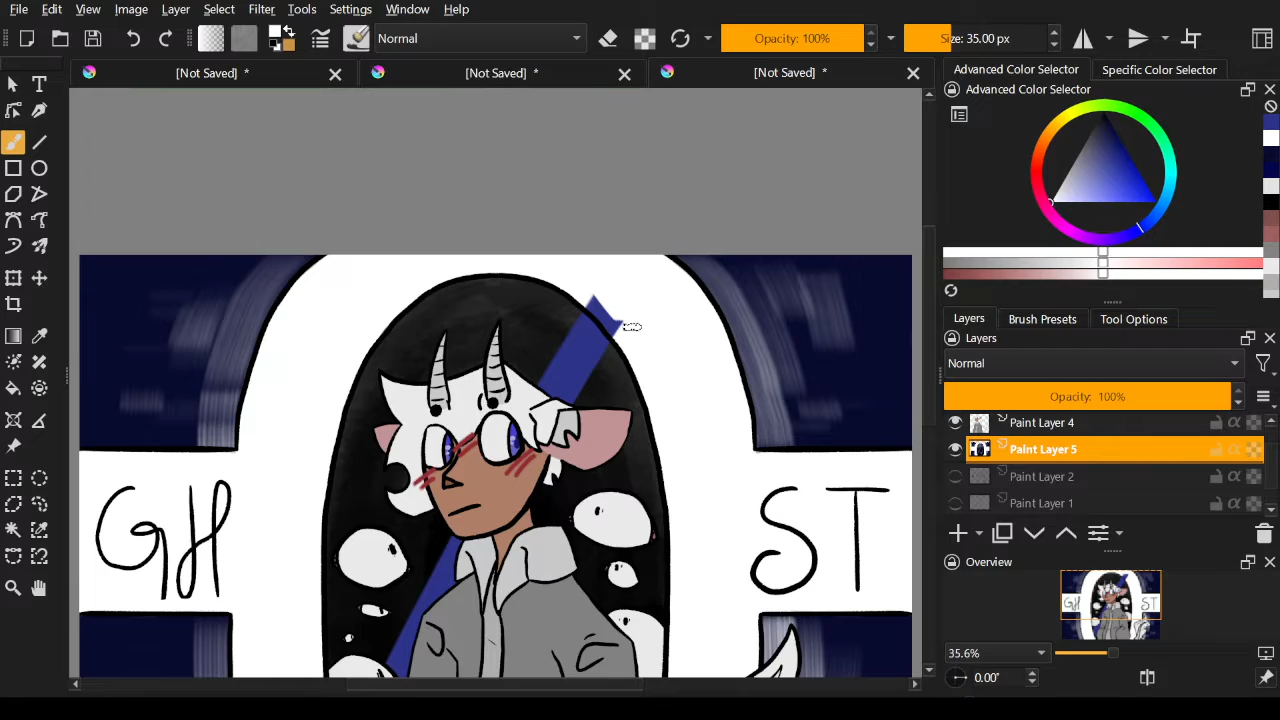 File Edit View Image Layer Select Filter Tools Settings Window Help
Normal Opacity: 100% Size: 35.00 px
[Not Saved] * [Not Saved] * [Not Saved] *
Advanced Color Selector Specific Color Selector
Advanced Color Selector
Layers Brush Presets Tool Options
Layers
Normal
Opacity: 100%
Paint Layer 4
Paint Layer 5
Paint Layer 2
Paint Layer 1
Overview
35.6%
0.00°
GH ST